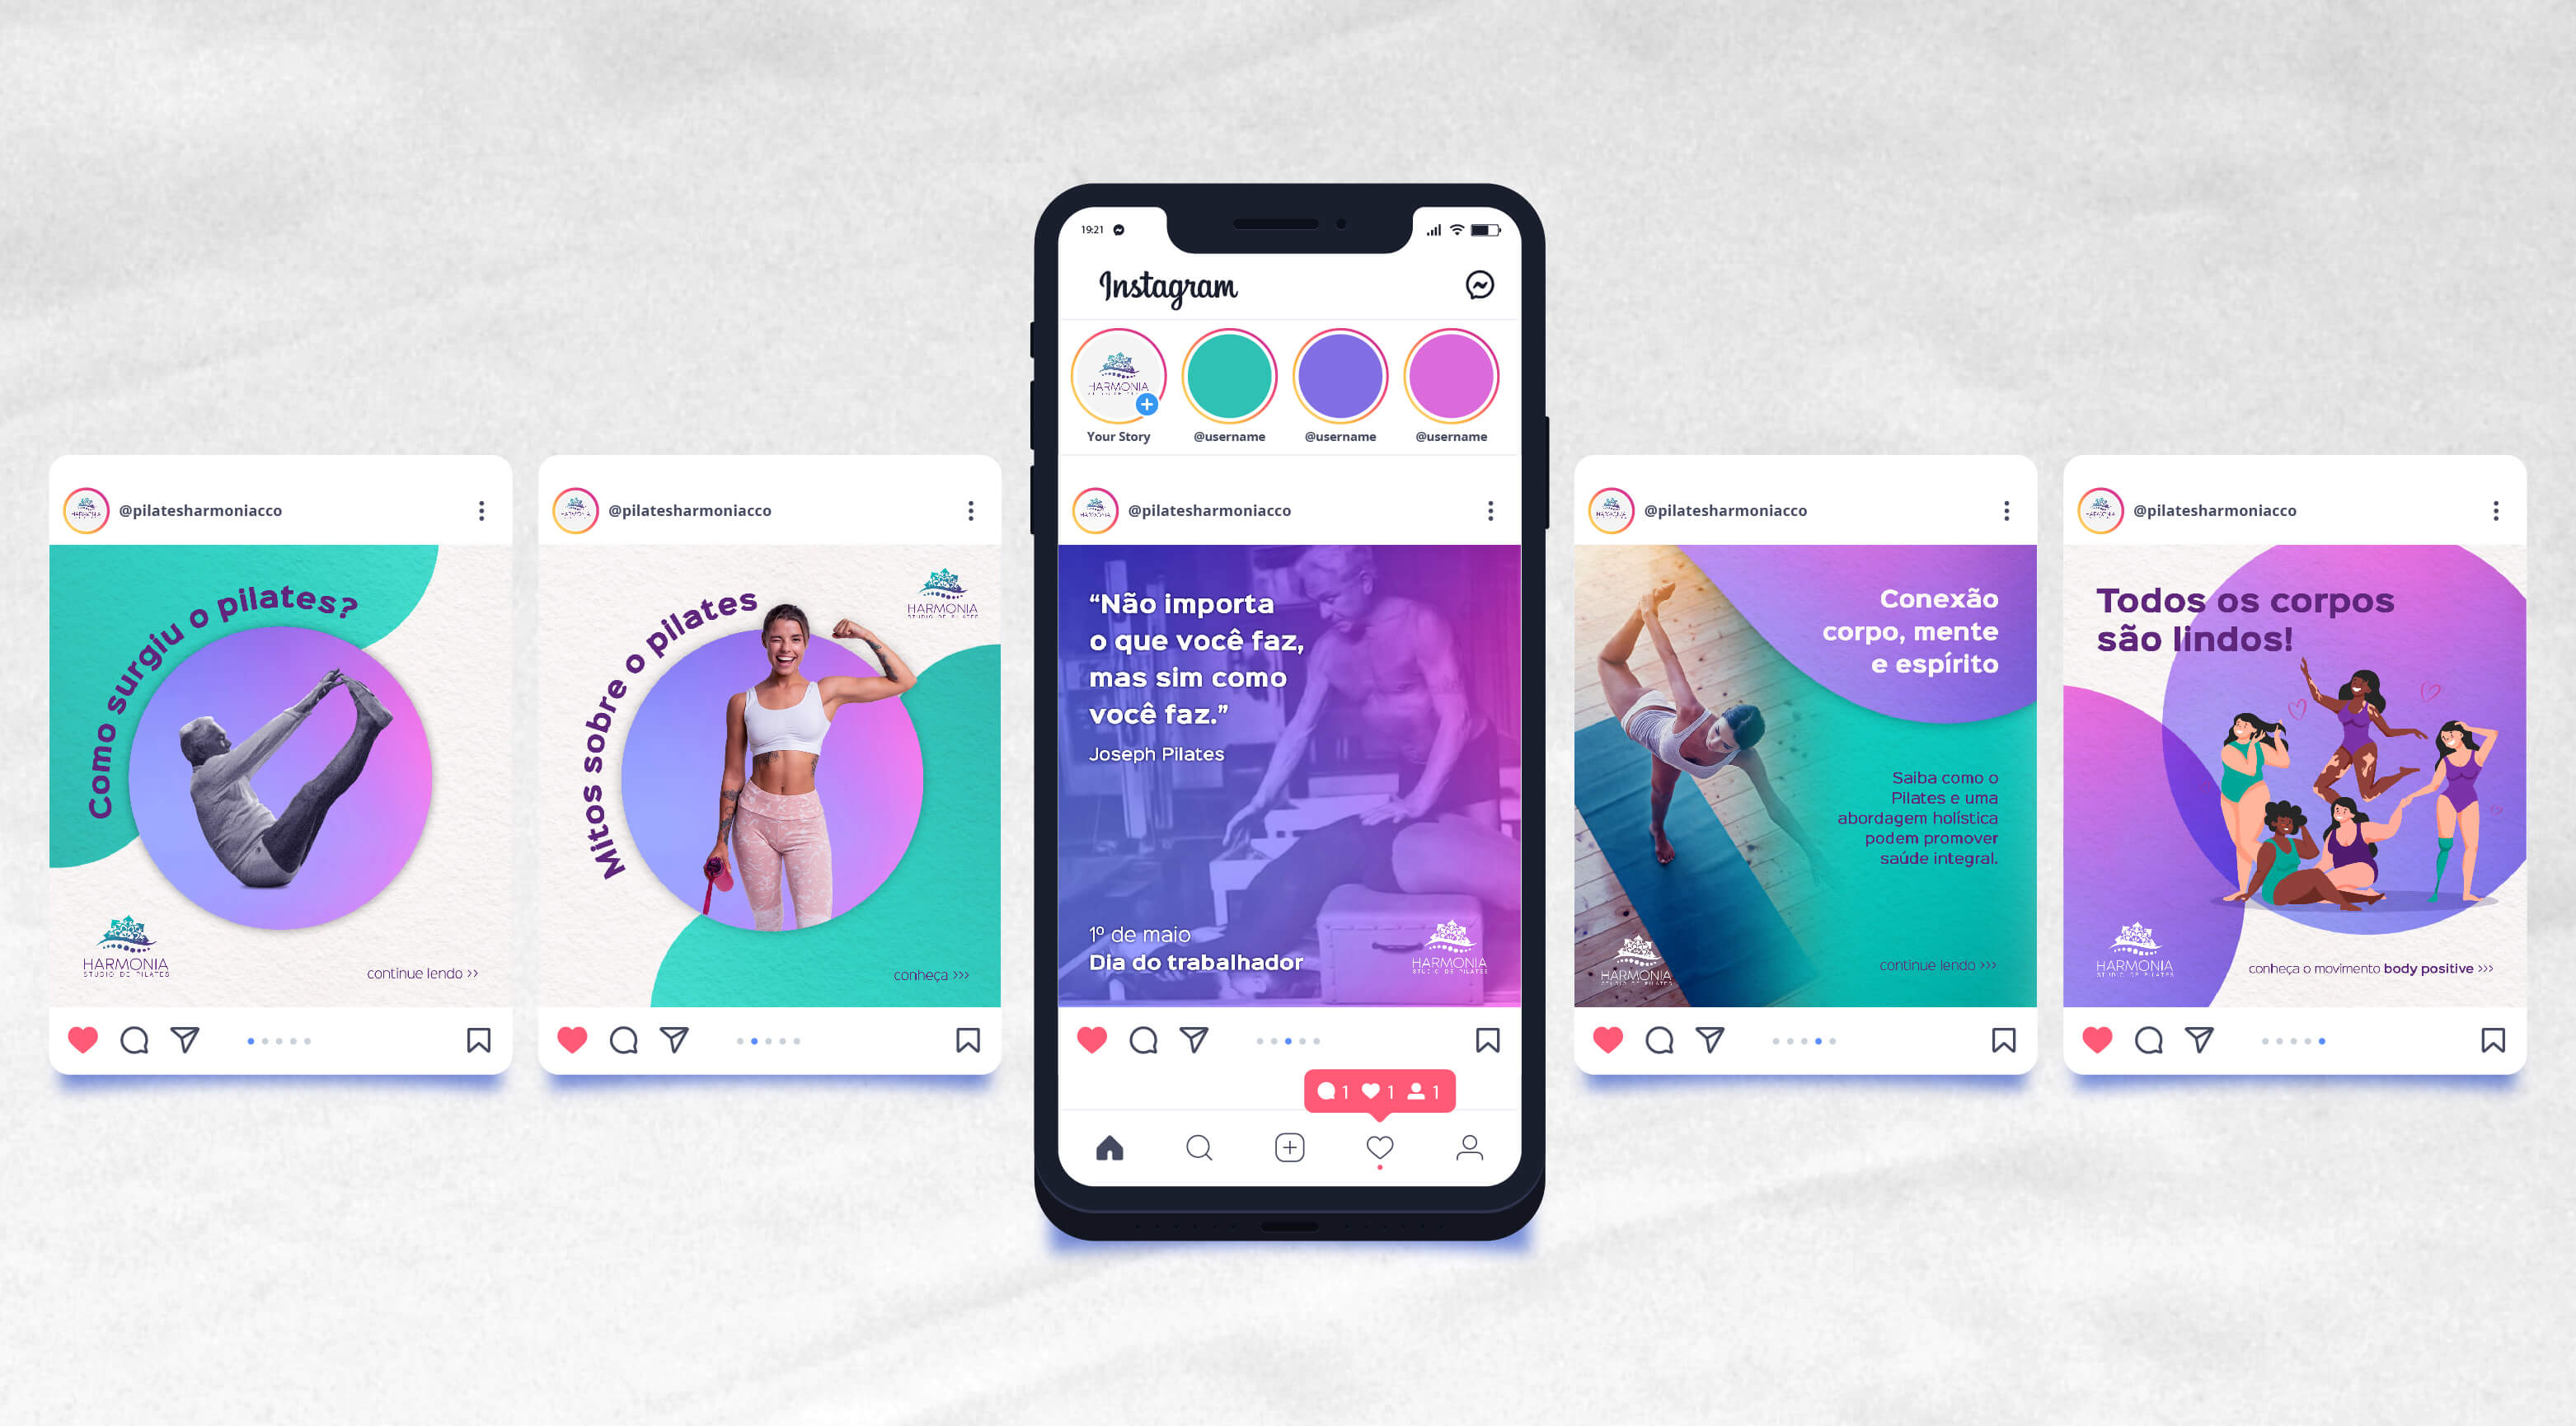 @pilatesharmoniacco
Como surgiu o pilates?
HARMONIA
STUDIO DE PILATES
continue lendo >>
@pilatesharmoniacco
HARMONIA
STUDIO DE PILATES
Mitos sobre o pilates
conheça >>>
19:21
Instagram
HARMONIA
Your Story
@username
@username
@username
@pilatesharmoniacco
“Não importa
o que você faz,
mas sim como
você faz.”
Joseph Pilates
1º de maio
Dia do trabalhador
HARMONIA
STUDIO DE PILATES
1 1 1
@pilatesharmoniacco
Conexão
corpo, mente
e espírito
Saiba como o
Pilates e uma
abordagem holística
podem promover
saúde integral.
HARMONIA
STUDIO DE PILATES
continue lendo >>>
@pilatesharmoniacco
Todos os corpos
são lindos!
HARMONIA
STUDIO DE PILATES
conheça o movimento body positive >>>